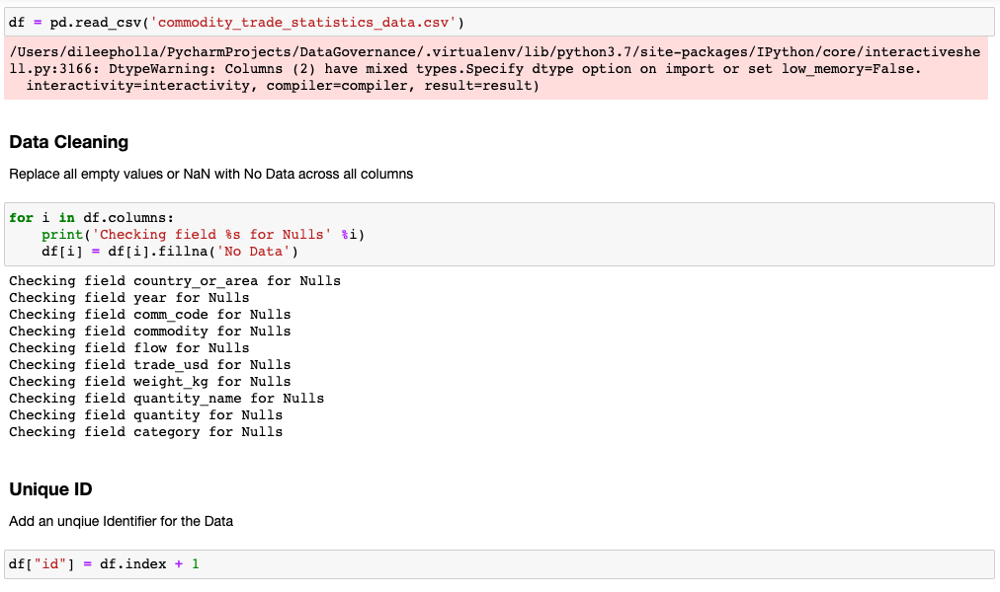 df = pd.read_csv('commodity_trade_statistics_data.csv')
/Users/dileepholla/PycharmProjects/DataGovernance/.virtualenv/lib/python3.7/site-packages/IPython/core/interactiveshe
ll.py:3166: DtypeWarning: Columns (2) have mixed types.Specify dtype option on import or set low_memory=False.
  interactivity=interactivity, compiler=compiler, result=result)
Data Cleaning
Replace all empty values or NaN with No Data across all columns
for i in df.columns:
    print('Checking field %s for Nulls' %i)
    df[i] = df[i].fillna('No Data')
Checking field country_or_area for Nulls
Checking field year for Nulls
Checking field comm_code for Nulls
Checking field commodity for Nulls
Checking field flow for Nulls
Checking field trade_usd for Nulls
Checking field weight_kg for Nulls
Checking field quantity_name for Nulls
Checking field quantity for Nulls
Checking field category for Nulls
Unique ID
Add an unqiue Identifier for the Data
df["id"] = df.index + 1